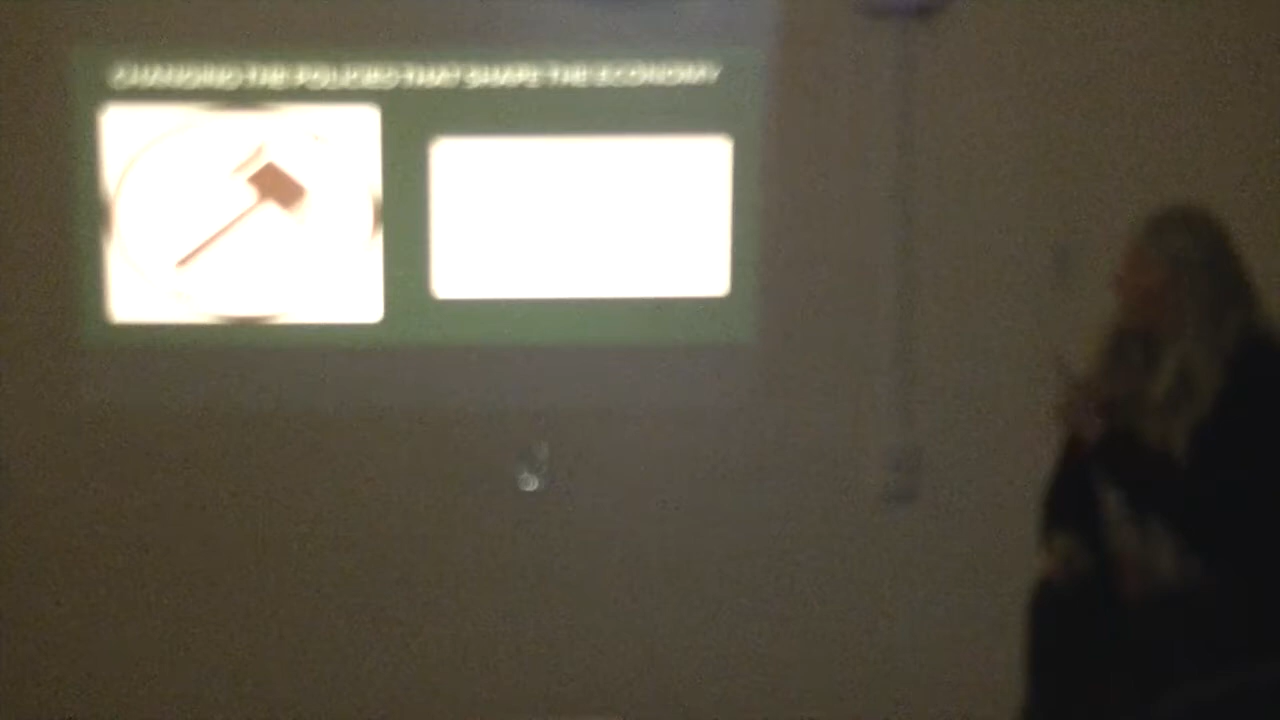 CHANGING THE POLICIES THAT SHAPE THE ECONOMY